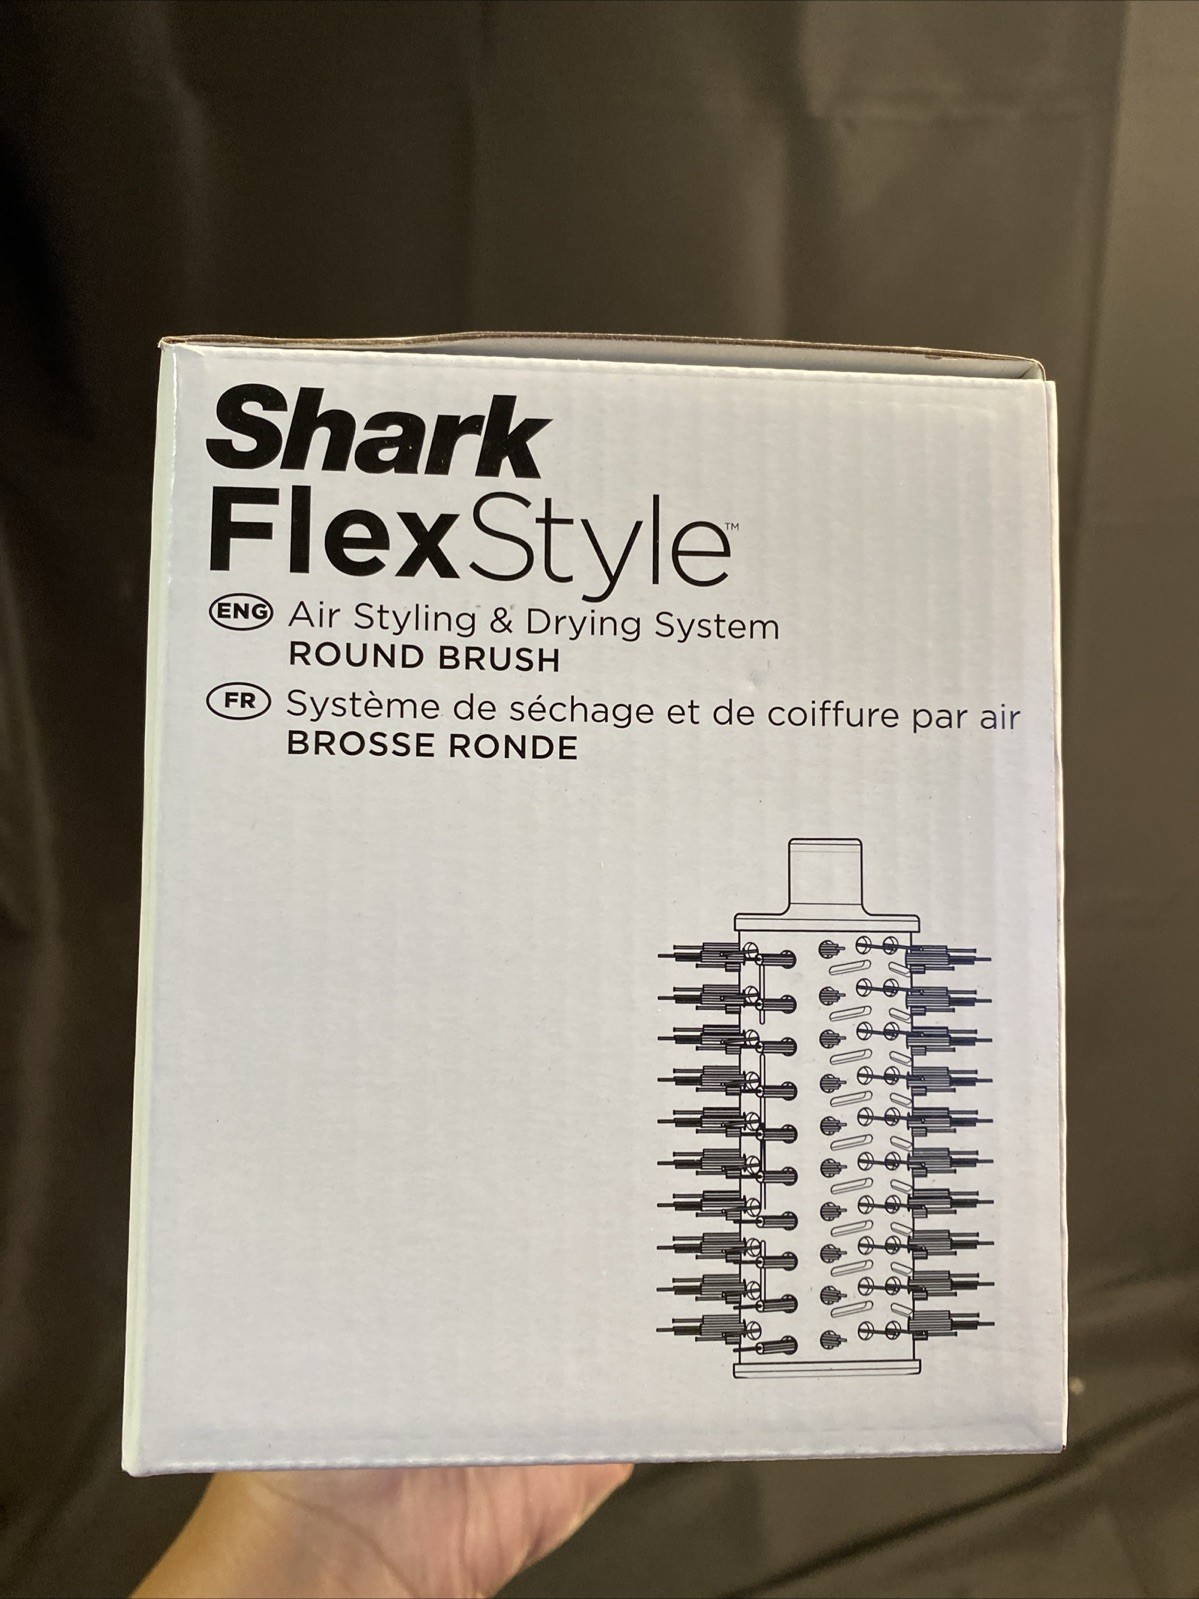 Shark
FlexStyle™
ENG Air Styling & Drying System
ROUND BRUSH
FR Système de séchage et de coiffure par air
BROSSE RONDE